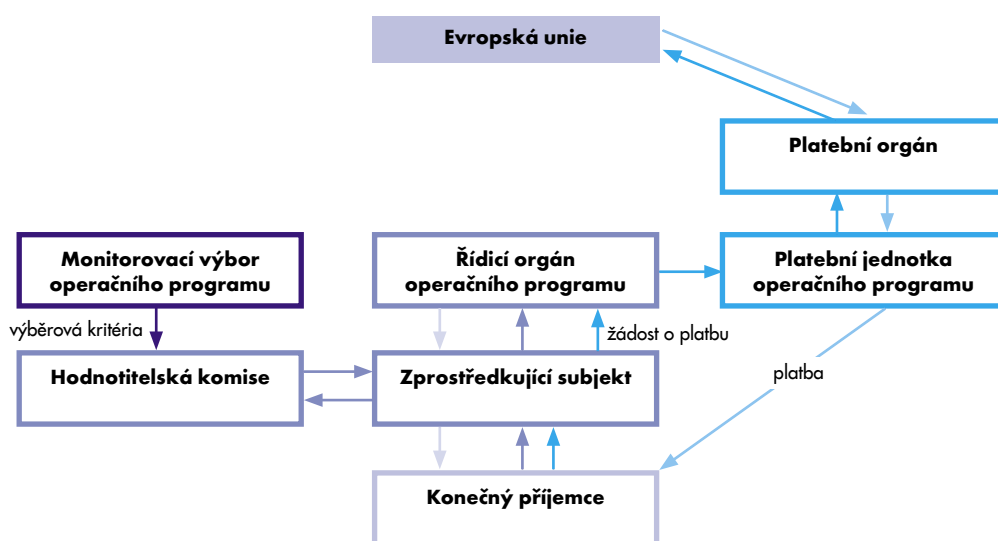 Evropská unie
Platební orgán
Monitorovací výbor
operačního programu
Řídicí orgán
operačního programu
Platební jednotka
operačního programu
výběrová kritéria
žádost o platbu
Hodnotitelská komise
Zprostředkující subjekt
platba
Konečný příjemce